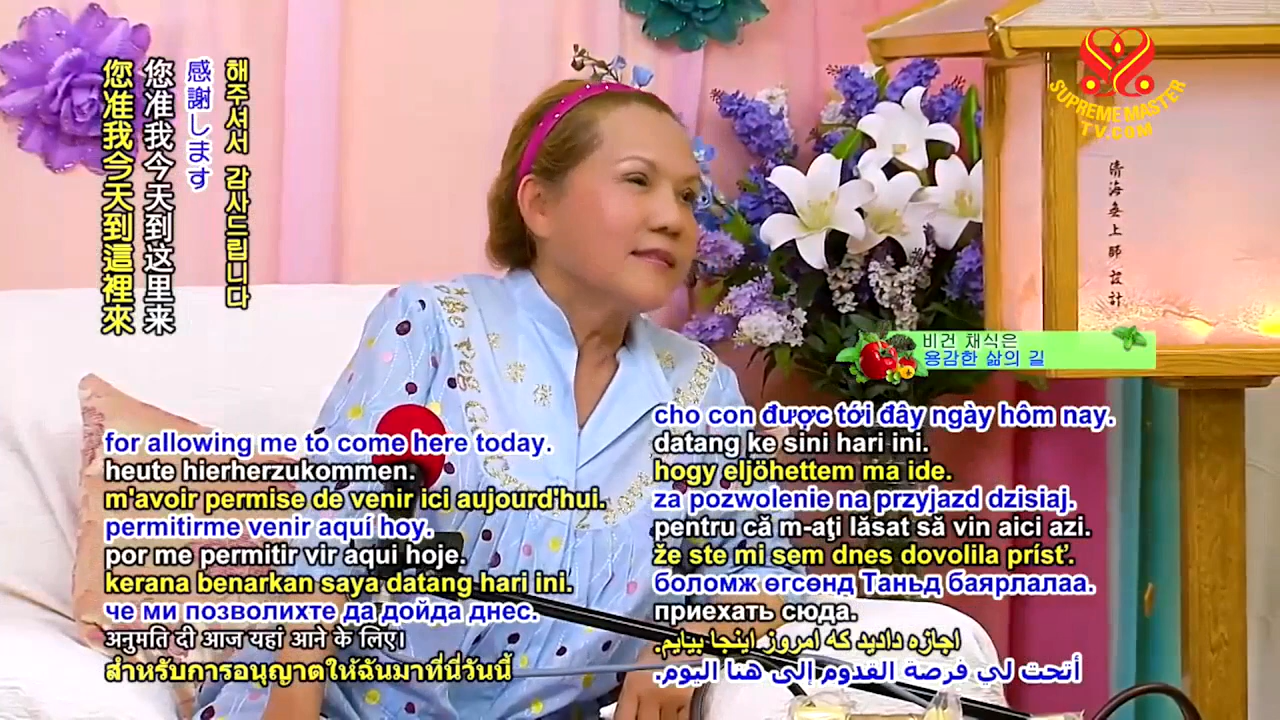 해주셔서 감사드립니다
感謝します
您准我今天到这里来
您准我今天到這裡來
SUPREME MASTER
TV.COM
清海無上師設計
비건 채식은
용감한 삶의 길
for allowing me to come here today.
heute hierherzukommen.
m'avoir permise de venir ici aujourd'hui.
permitirme venir aquí hoy.
por me permitir vir aqui hoje.
kerana benarkan saya datang hari ini.
че ми позволихте да дойда днес.
अनुमति दी आज यहां आने के लिए।
สำหรับการอนุญาตให้ฉันมาที่นี่วันนี้
cho con được tới đây ngày hôm nay.
datang ke sini hari ini.
hogy eljöhettem ma ide.
za pozwolenie na przyjazd dzisiaj.
pentru că m-aţi lăsat să vin aici azi.
že ste mi sem dnes dovolila prísť.
боломж өгсөнд Таньд баярлалаа.
приехать сюда.
اجازه دادید که امروز اینجا بیایم.
أتحت لي فرصة القدوم إلى هنا اليوم.